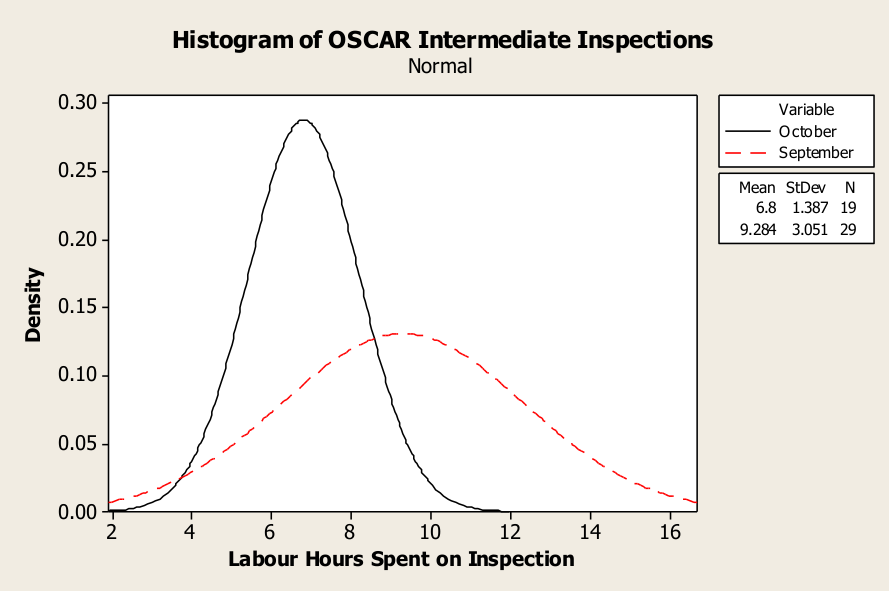 Histogram of OSCAR Intermediate Inspections
Normal
0.30
0.25
0.20
0.15
0.10
0.05
0.00
Density
2 4 6 8 10 12 14 16
Labour Hours Spent on Inspection
Variable
October
September
Mean StDev N
6.8 1.387 19
9.284 3.051 29